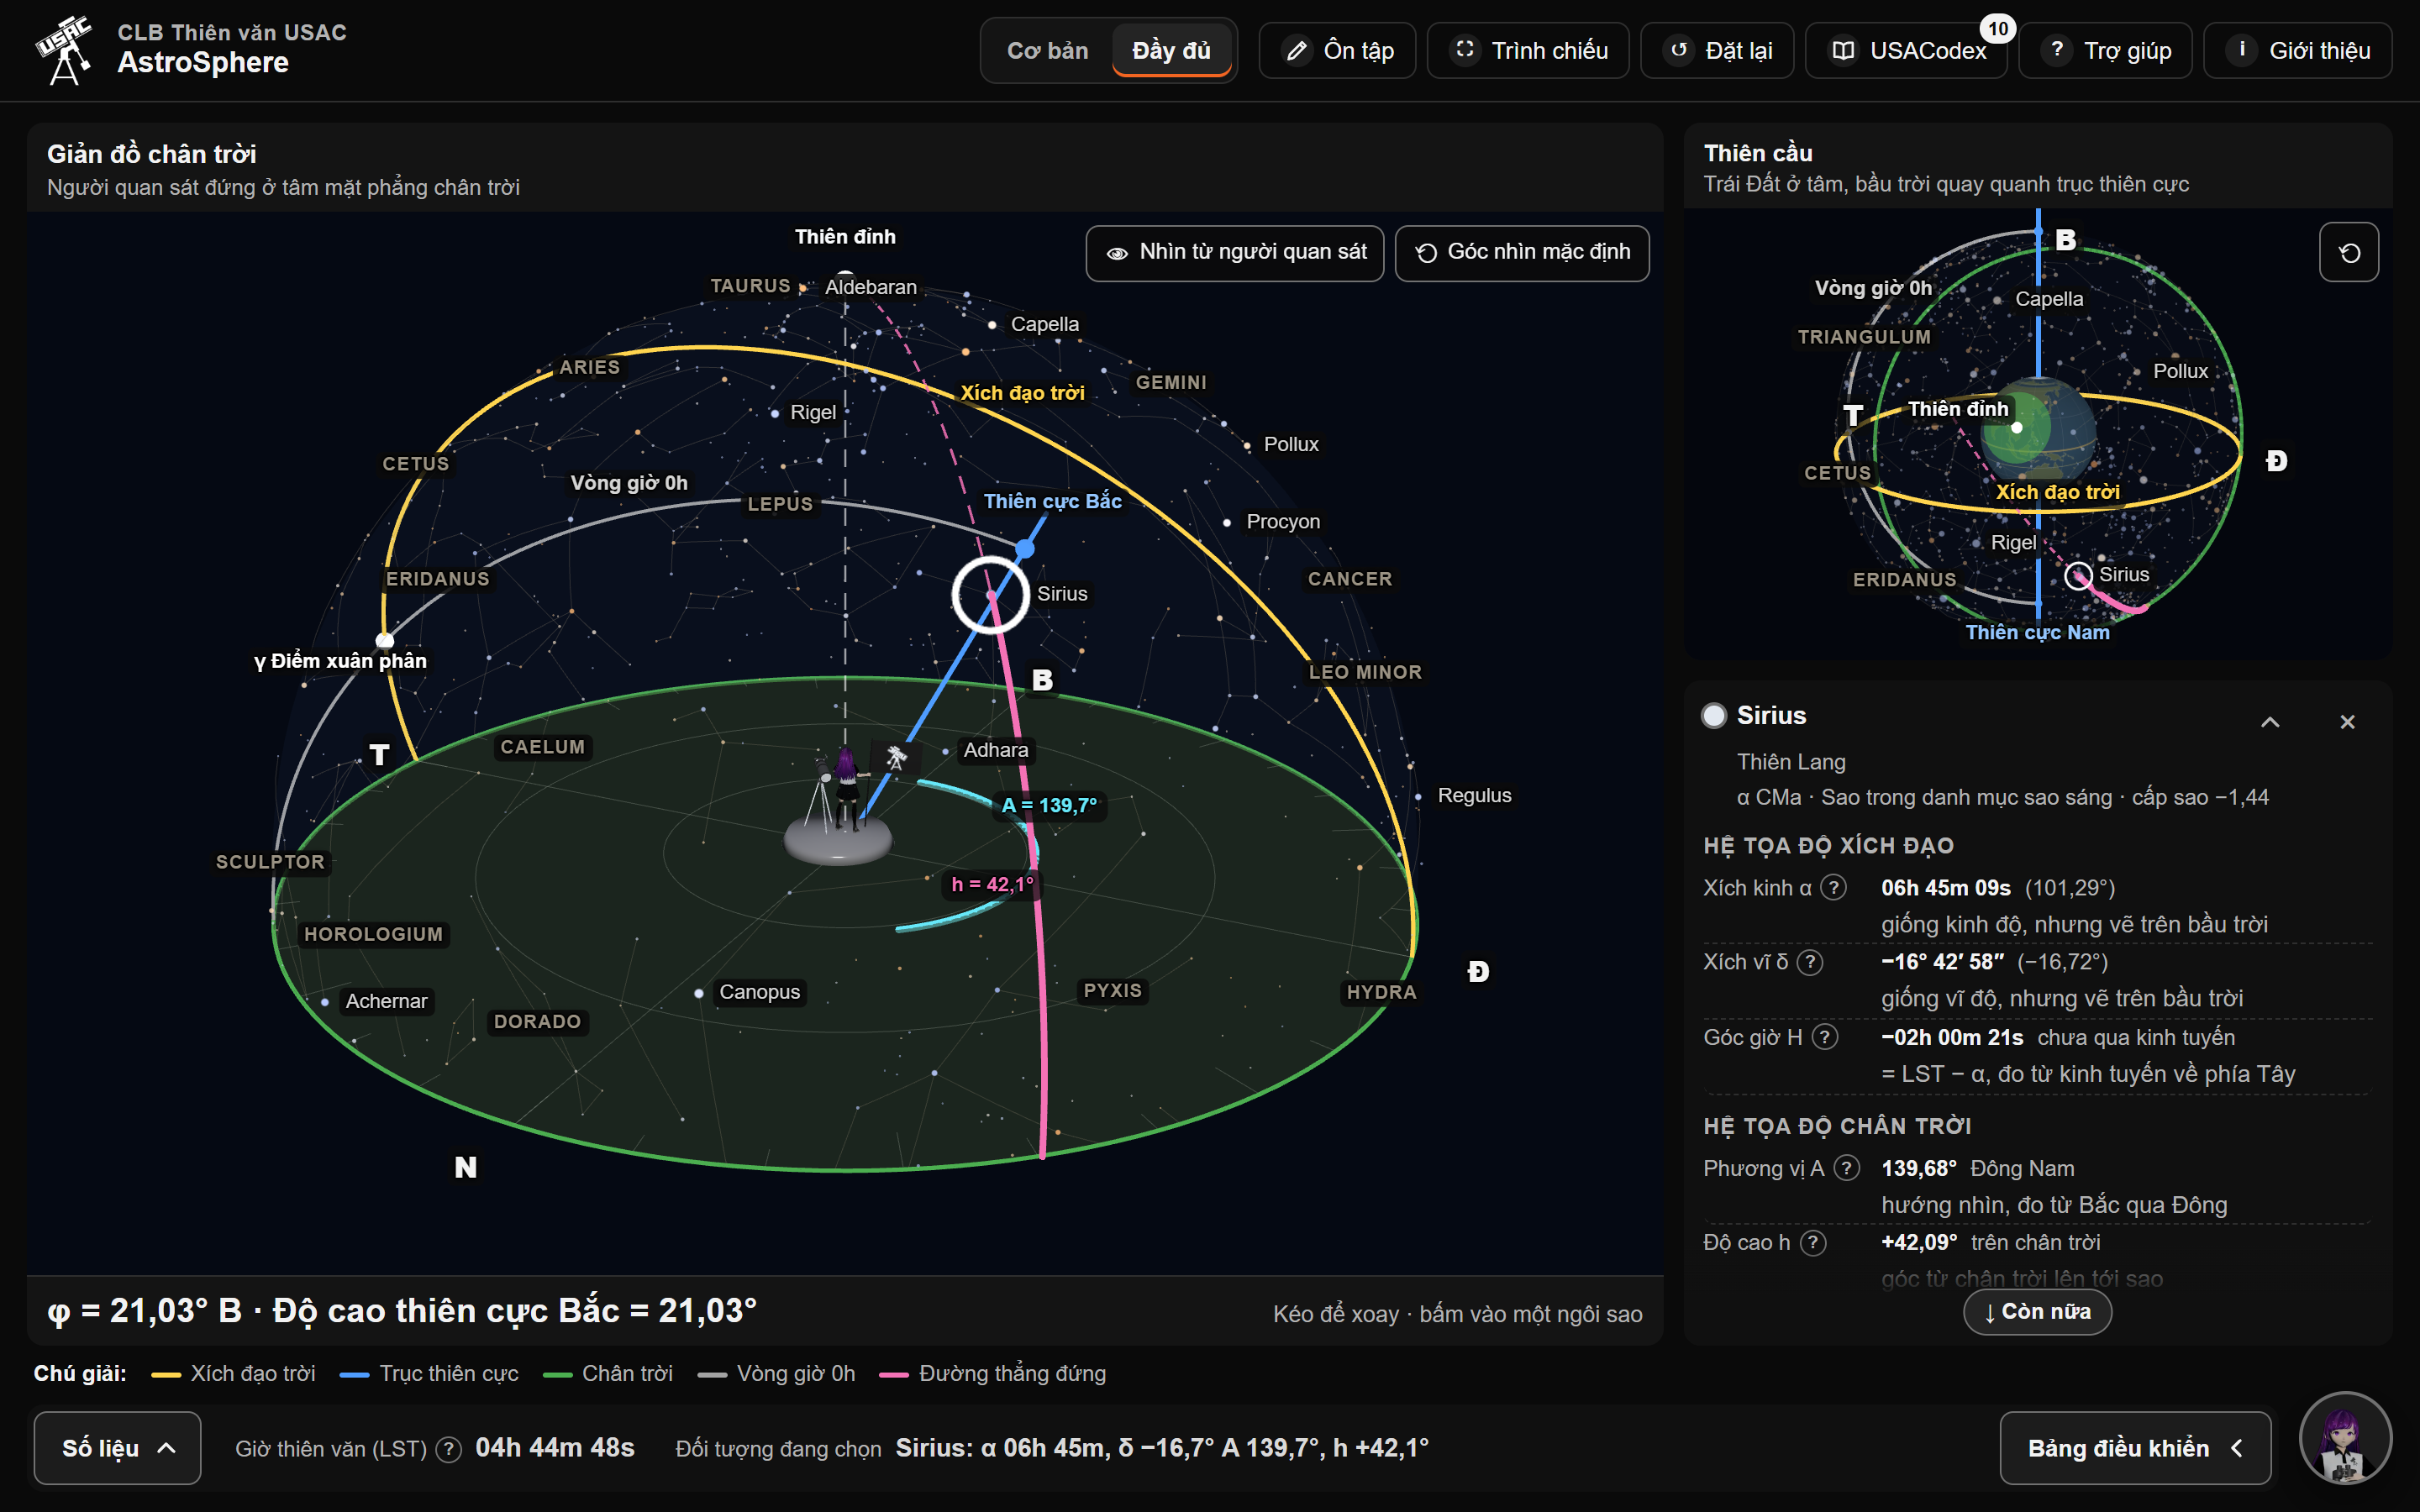 USAC
CLB Thiên văn USAC
AstroSphere
Cơ bản
Đầy đủ
Ôn tập
Trình chiếu
Đặt lại
USACodex
10
? Trợ giúp
i Giới thiệu
Giản đồ chân trời
Người quan sát đứng ở tâm mặt phẳng chân trời
Nhìn từ người quan sát
Góc nhìn mặc định
Thiên đỉnh
TAURUS
Aldebaran
Capella
ARIES
GEMINI
Xích đạo trời
Rigel
Pollux
CETUS
Vòng giờ 0h
LEPUS
Thiên cực Bắc
Procyon
ERIDANUS
Sirius
CANCER
γ Điểm xuân phân
B
LEO MINOR
T
CAELUM
Adhara
A = 139,7°
Regulus
SCULPTOR
h = 42,1°
HOROLOGIUM
Đ
Achernar
Canopus
PYXIS
HYDRA
DORADO
N
φ = 21,03° B · Độ cao thiên cực Bắc = 21,03°
Kéo để xoay · bấm vào một ngôi sao
Thiên cầu
Trái Đất ở tâm, bầu trời quay quanh trục thiên cực
B
Vòng giờ 0h
Capella
TRIANGULUM
Pollux
T
Thiên đỉnh
Đ
CETUS
Xích đạo trời
Rigel
Sirius
ERIDANUS
Thiên cực Nam
Sirius
Thiên Lang
α CMa · Sao trong danh mục sao sáng · cấp sao −1,44
HỆ TỌA ĐỘ XÍCH ĐẠO
Xích kinh α ? 06h 45m 09s (101,29°)
giống kinh độ, nhưng vẽ trên bầu trời
Xích vĩ δ ? −16° 42′ 58″ (−16,72°)
giống vĩ độ, nhưng vẽ trên bầu trời
Góc giờ H ? −02h 00m 21s chưa qua kinh tuyến
= LST − α, đo từ kinh tuyến về phía Tây
HỆ TỌA ĐỘ CHÂN TRỜI
Phương vị A ? 139,68° Đông Nam
hướng nhìn, đo từ Bắc qua Đông
Độ cao h ? +42,09° trên chân trời
góc từ chân trời lên tới sao
↓ Còn nữa
Chú giải: Xích đạo trời Trục thiên cực Chân trời Vòng giờ 0h Đường thẳng đứng
Số liệu
Giờ thiên văn (LST) ? 04h 44m 48s
Đối tượng đang chọn Sirius: α 06h 45m, δ −16,7° A 139,7°, h +42,1°
Bảng điều khiển